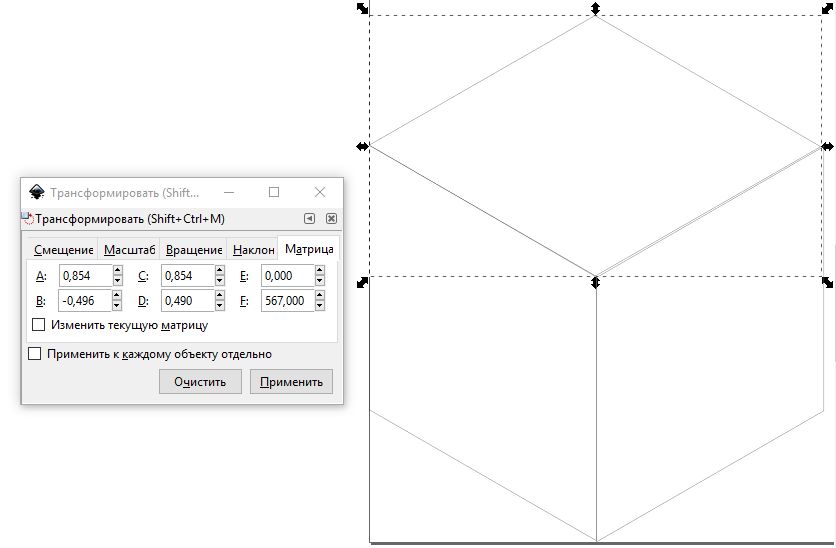 Трансформировать (Shift...
Трансформировать (Shift+Ctrl+M)
Смещение Масштаб Вращение Наклон Матрица
A: 0,854 C: 0,854 E: 0,000
B: -0,496 D: 0,490 F: 567,000
Изменить текущую матрицу
Применить к каждому объекту отдельно
Очистить Применить